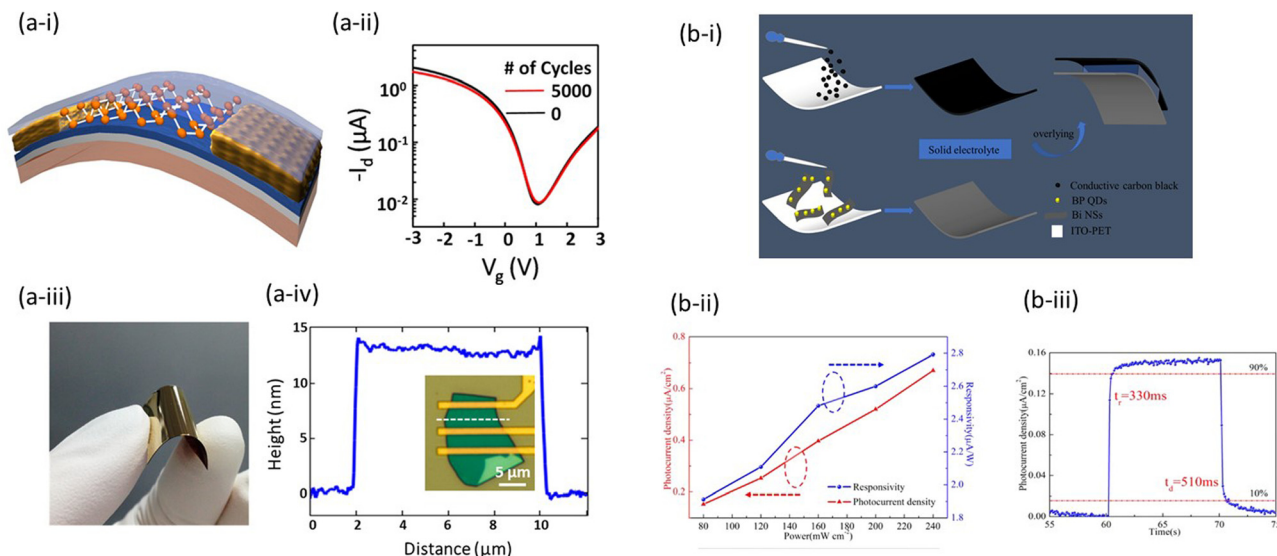 (a-i)
(a-ii)
-I_d (µA)
10⁰
10⁻¹
10⁻²
# of Cycles
5000
0
-3 -2 -1 0 1 2 3
V_g (V)
(b-i)
Solid electrolyte
overlying
Conductive carbon black
BP QDs
Bi NSs
ITO-PET
(a-iii)
(a-iv)
Height (nm)
15
10
5
0
5 µm
0 2 4 6 8 10
Distance (µm)
(b-ii)
Photocurrent density(µA/cm²)
0.8
0.6
0.4
0.2
Responsivity(µA/W)
2.8
2.6
2.4
2.2
2.0
1.8
Responsivity
Photocurrent density
80 100 120 140 160 180 200 220 240
Power(mW cm⁻²)
(b-iii)
Photocurrent density(µA/cm²)
0.16
0.12
0.08
0.04
0.00
90%
t_r=330ms
t_d=510ms
10%
55 60 65 70
Time(s)